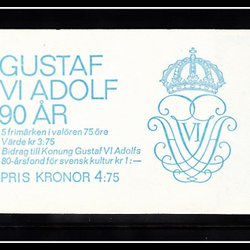 GUSTAF
VI ADOLF
90 ÅR
5 frimärken i valören 75 öre
Värde kr 3:75
Bidrag till Konung Gustaf VI Adolfs
80-årsfond för svensk kultur kr 1:—
PRIS KRONOR 4:75
VI